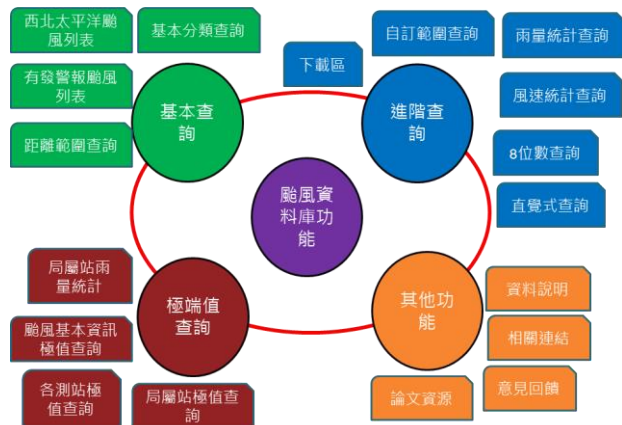 西北太平洋颱
風列表
基本分類查詢
有發警報颱風
列表
距離範圍查詢
基本查
詢
下載區
自訂範圍查詢
雨量統計查詢
風速統計查詢
8位數查詢
直覺式查詢
進階查
詢
颱風資
料庫功
能
局屬站雨
量統計
颱風基本資訊
極值查詢
各測站極
值查詢
局屬站極值查
詢
極端值
查詢
其他功
能
資料說明
相關連結
意見回饋
論文資源